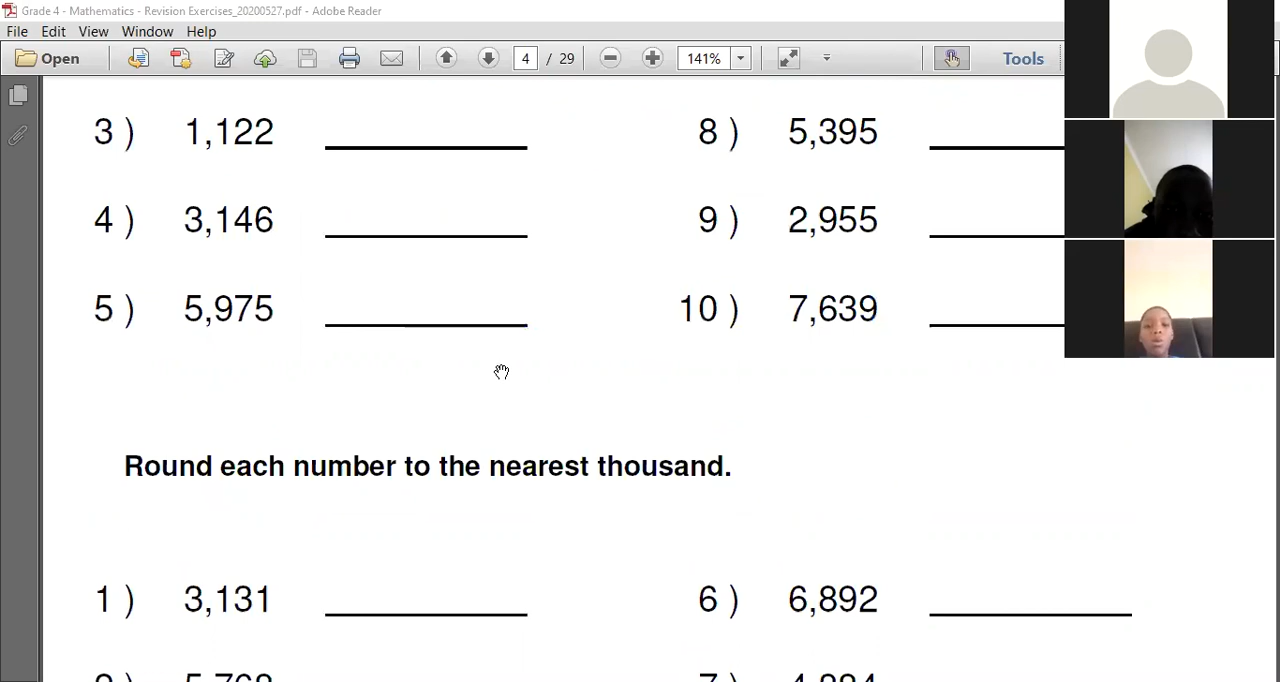 Grade 4 - Mathematics - Revision Exercises_20200527.pdf - Adobe Reader
File Edit View Window Help
Open 4 / 29 141% Tools
3 ) 1,122 8 ) 5,395
4 ) 3,146 9 ) 2,955
5 ) 5,975 10 ) 7,639
Round each number to the nearest thousand.
1 ) 3,131 6 ) 6,892